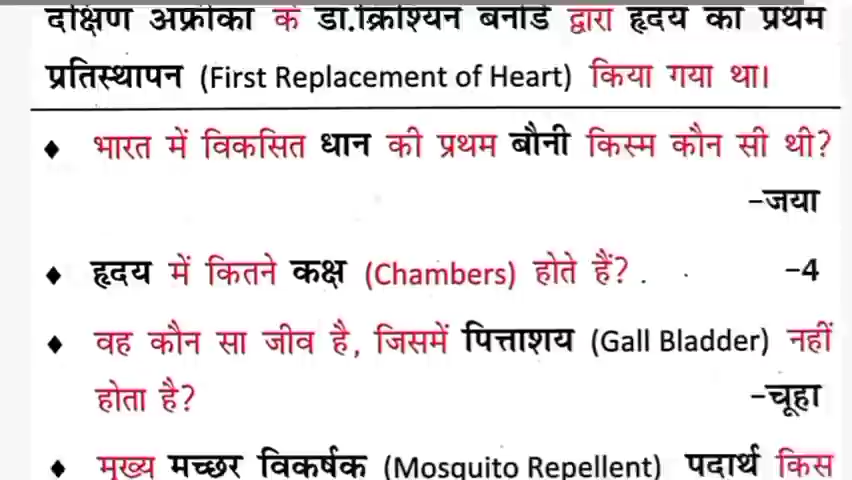 दक्षिण अफ्रीका के डा.क्रिश्चियन बर्नार्ड द्वारा हृदय का प्रथम
प्रतिस्थापन (First Replacement of Heart) किया गया था।
♦ भारत में विकसित धान की प्रथम बौनी किस्म कौन सी थी?
-जया
♦ हृदय में कितने कक्ष (Chambers) होते हैं? -4
♦ वह कौन सा जीव है, जिसमें पित्ताशय (Gall Bladder) नहीं
होता है? -चूहा
♦ मुख्य मच्छर विकर्षक (Mosquito Repellent) पदार्थ किस